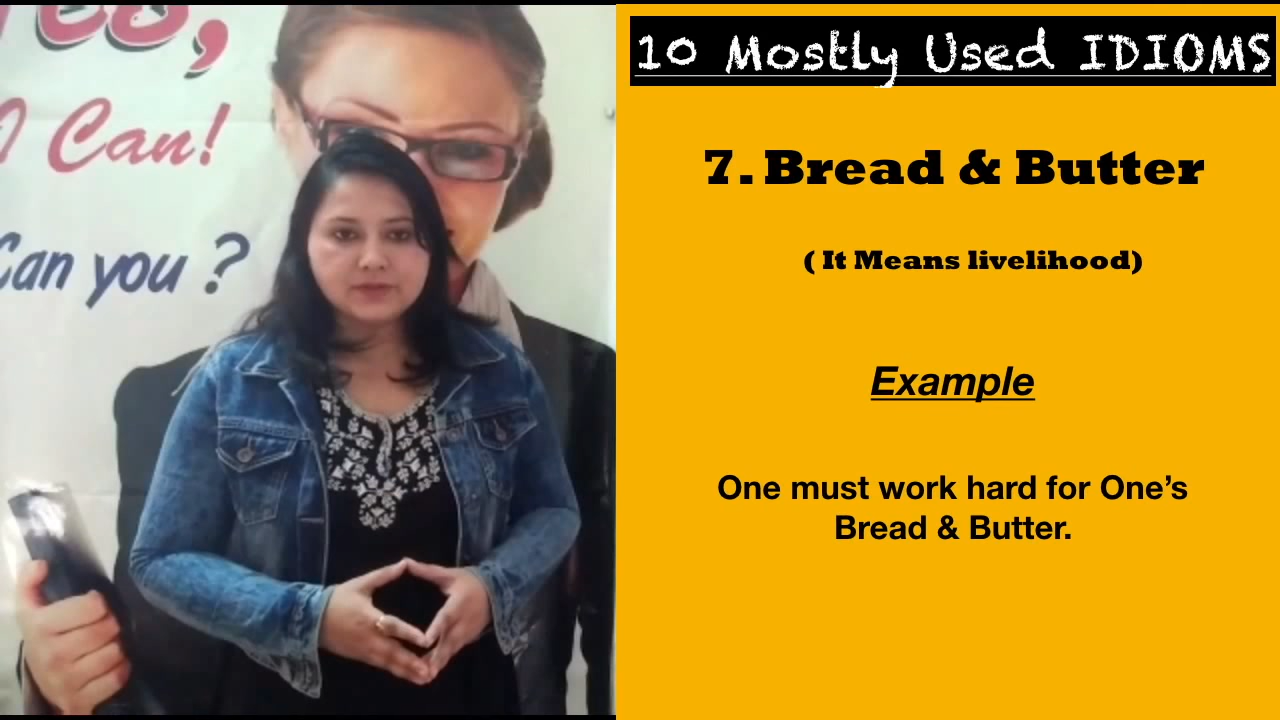 I Can!
Can you ?
10 Mostly Used IDIOMS
7. Bread & Butter
( It Means livelihood)
Example
One must work hard for One’s
Bread & Butter.